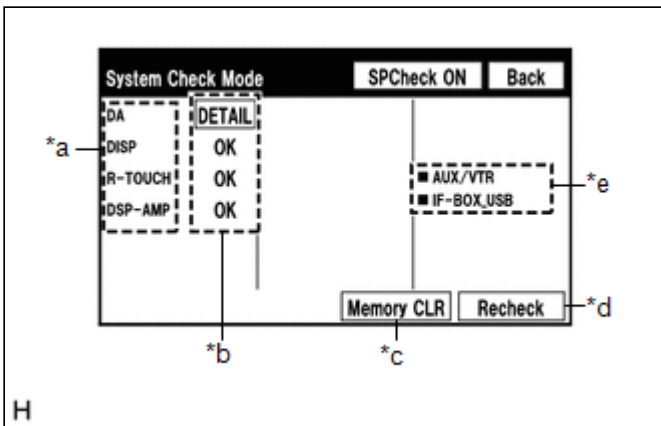 System Check Mode SPCheck ON Back
DA DETAIL
*a DISP OK
R-TOUCH OK ■ AUX/VTR *e
DSP-AMP OK ■ IF-BOX_USB
Memory CLR Recheck *d
*b *c
H